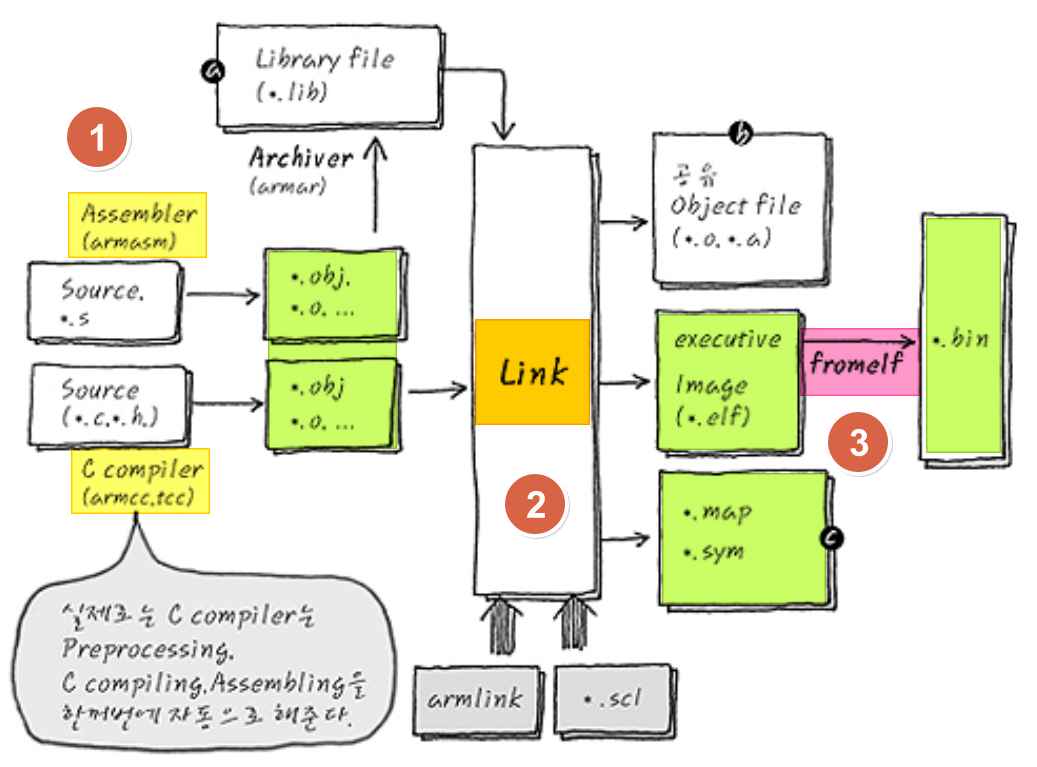 a
Library file
(*.lib)
1
Archiver
(armar)
Assembler
(armasm)
Source.
*.s
*.obj.
*.o. ...
Source
(*.c.*.h.)
*.obj
*.o. ...
C compiler
(armcc.tcc)
Link
2
b
공유
Object file
(*.o.*.a)
executive
Image
(*.elf)
fromelf
*.bin
3
*.map
*.sym
c
실제로는 C compiler는
Preprocessing.
C compiling.Assembling을
한꺼번에 자동으로 해준다.
armlink
*.scl